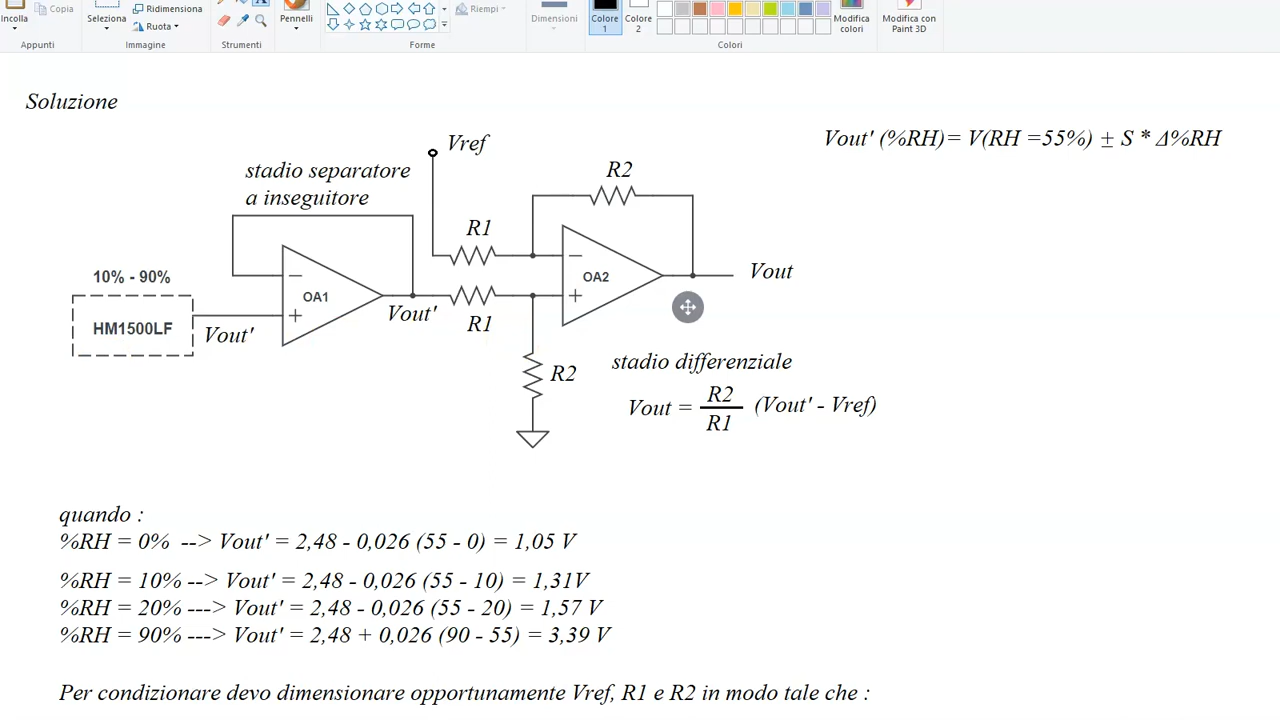 Copia
Ridimensiona
Riempi
Incolla
Seleziona
Ruota
Pennelli
Dimensioni
Colore 1
Colore 2
Modifica colori
Modifica con Paint 3D
Appunti
Immagine
Strumenti
Forme
Colori
Soluzione
Vout' (%RH)= V(RH =55%) ± S * Δ%RH
Vref
stadio separatore
a inseguitore
R2
R1
10% - 90%
OA1
OA2
Vout
HM1500LF
Vout'
Vout'
R1
stadio differenziale
R2
Vout = R2/R1 (Vout' - Vref)
quando :
%RH = 0% --> Vout' = 2,48 - 0,026 (55 - 0) = 1,05 V
%RH = 10% --> Vout' = 2,48 - 0,026 (55 - 10) = 1,31V
%RH = 20% ---> Vout' = 2,48 - 0,026 (55 - 20) = 1,57 V
%RH = 90% ---> Vout' = 2,48 + 0,026 (90 - 55) = 3,39 V
Per condizionare devo dimensionare opportunamente Vref, R1 e R2 in modo tale che :